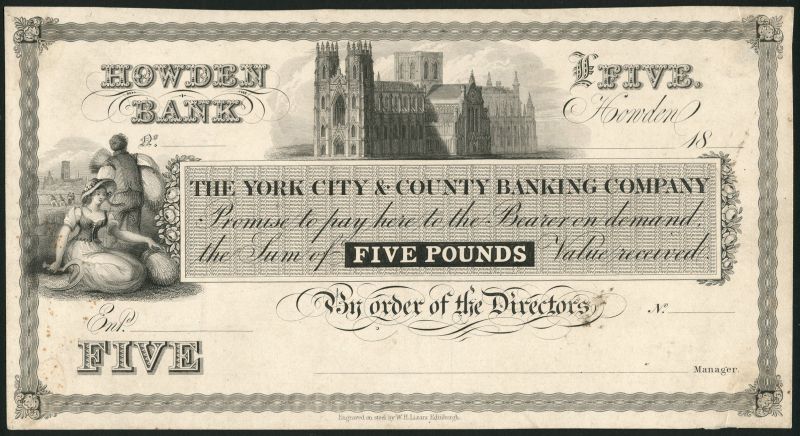 HOWDEN
BANK
£FIVE.
Howden
No.
18
THE YORK CITY & COUNTY BANKING COMPANY
Promise to pay here to the Bearer on demand,
the Sum of FIVE POUNDS Value received.
By order of the Directors
No.
Entd.
FIVE
Manager.
Engraved on steel by W.H. Lizars Edinburgh.